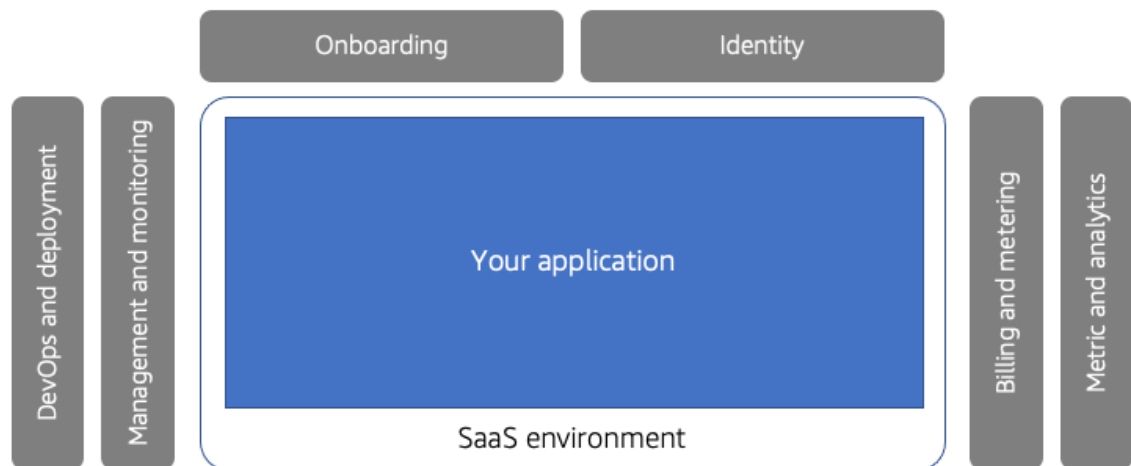 Onboarding
Identity
DevOps and deployment
Management and monitoring
Your application
SaaS environment
Billing and metering
Metric and analytics